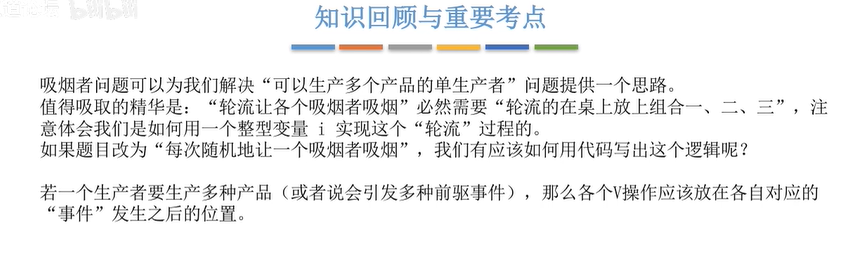 知识回顾与重要考点
吸烟者问题可以为我们解决“可以生产多个产品的单生产者”问题提供一个思路。
值得吸取的精华是：“轮流让各个吸烟者吸烟”必然需要“轮流的在桌上放上组合一、二、三”，注
意体会我们是如何用一个整型变量 i 实现这个“轮流”过程的。
如果题目改为“每次随机地让一个吸烟者吸烟”，我们有应该如何用代码写出这个逻辑呢？
若一个生产者要生产多种产品（或者说会引发多种前驱事件），那么各个V操作应该放在各自对应的
“事件”发生之后的位置。